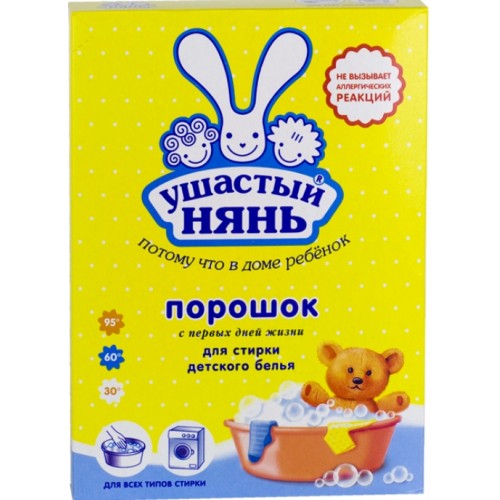 НЕ ВЫЗЫВАЕТ
АЛЛЕРГИЧЕСКИХ
РЕАКЦИЙ
УШАСТЫЙ®
НЯНЬ
потому что в доме ребёнок
порошок
с первых дней жизни
для стирки
детского белья
95°
60°
30°
ДЛЯ ВСЕХ ТИПОВ СТИРКИ